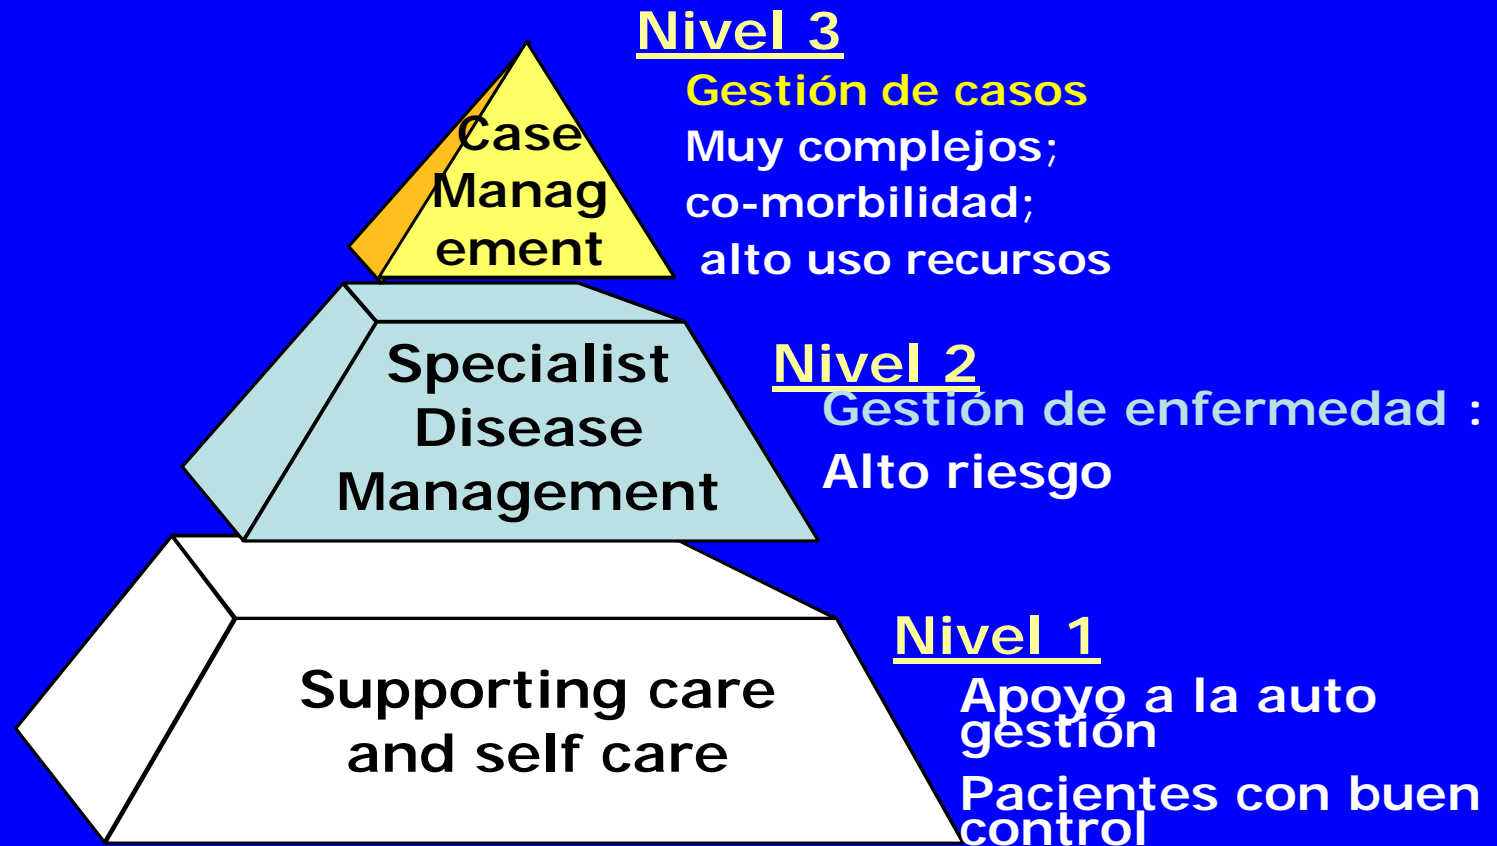 Nivel 3
Gestión de casos
Muy complejos;
co-morbilidad;
alto uso recursos
Case
Manag
ement
Nivel 2
Gestión de enfermedad :
Alto riesgo
Specialist
Disease
Management
Nivel 1
Apoyo a la auto
gestión
Pacientes con buen
control
Supporting care
and self care